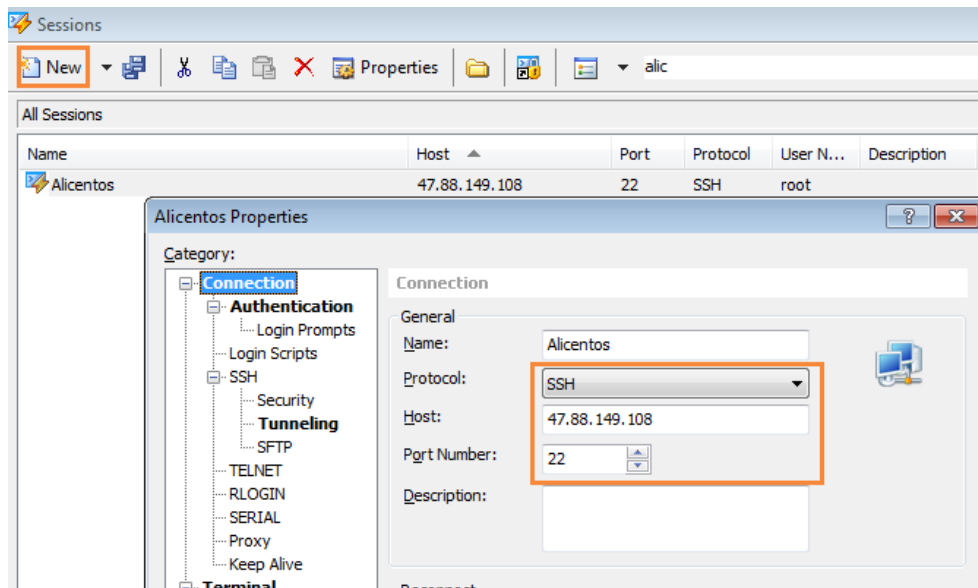 Sessions
New Properties alic
All Sessions
Name Host Port Protocol User N... Description
Alicentos 47.88.149.108 22 SSH root
Alicentos Properties
Category:
Connection
Authentication
Login Prompts
Login Scripts
SSH
Security
Tunneling
SFTP
TELNET
RLOGIN
SERIAL
Proxy
Keep Alive
Terminal
Connection
General
Name: Alicentos
Protocol: SSH
Host: 47.88.149.108
Port Number: 22
Description: